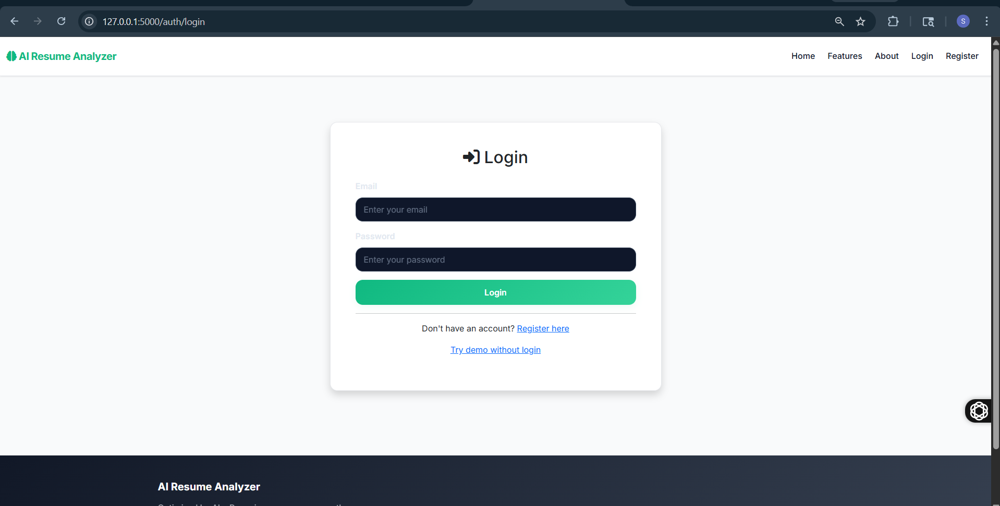 127.0.0.1:5000/auth/login
S
AI Resume Analyzer
Home Features About Login Register
Login
Email
Enter your email
Password
Enter your password
Login
Don't have an account? Register here
Try demo without login
AI Resume Analyzer